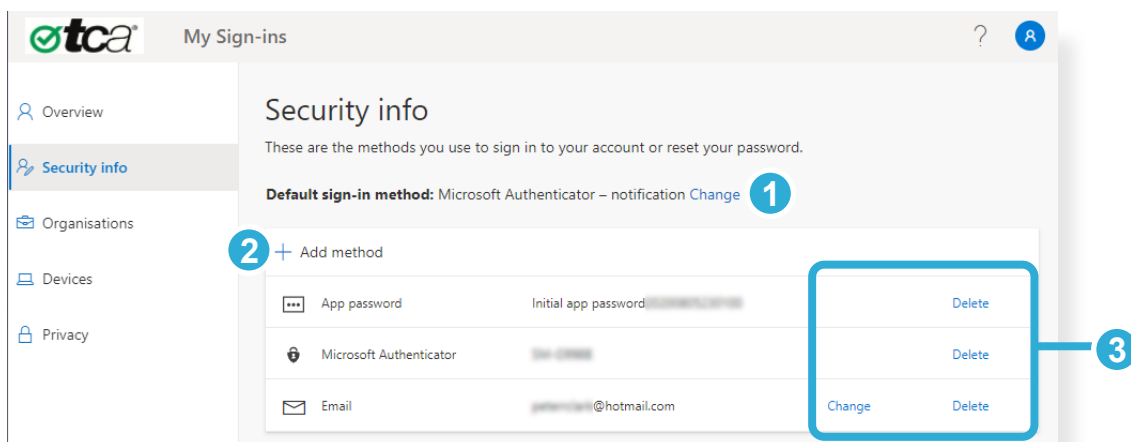 tca My Sign-ins ?
Overview
Security info
Organisations
Devices
Privacy
Security info
These are the methods you use to sign in to your account or reset your password.
Default sign-in method: Microsoft Authenticator – notification Change 1
2 + Add method
App password Initial app password Delete
Microsoft Authenticator Delete
Email @hotmail.com Change Delete
3